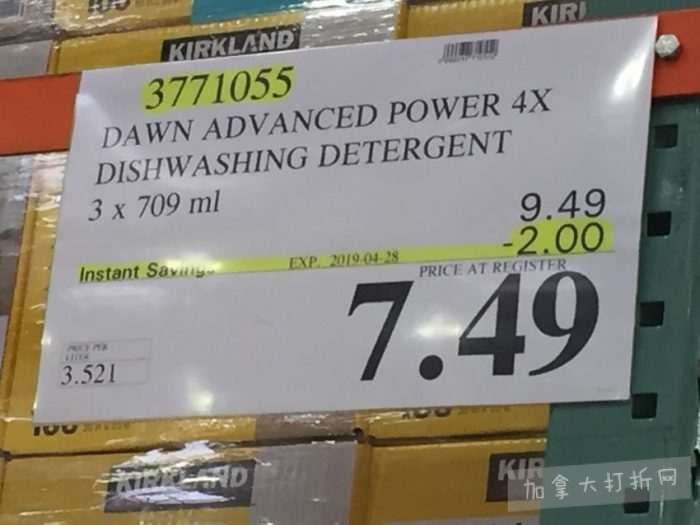 KIRKLAND
KIRK
3771055
DAWN ADVANCED POWER 4X
DISHWASHING DETERGENT
3 x 709 ml
9.49
-2.00
Instant Savings
EXP. 2019-04-28
PRICE AT REGISTER
7.49
PRICE PER
LITER
3.521
KIRKLAND
KIR
加拿大打折网